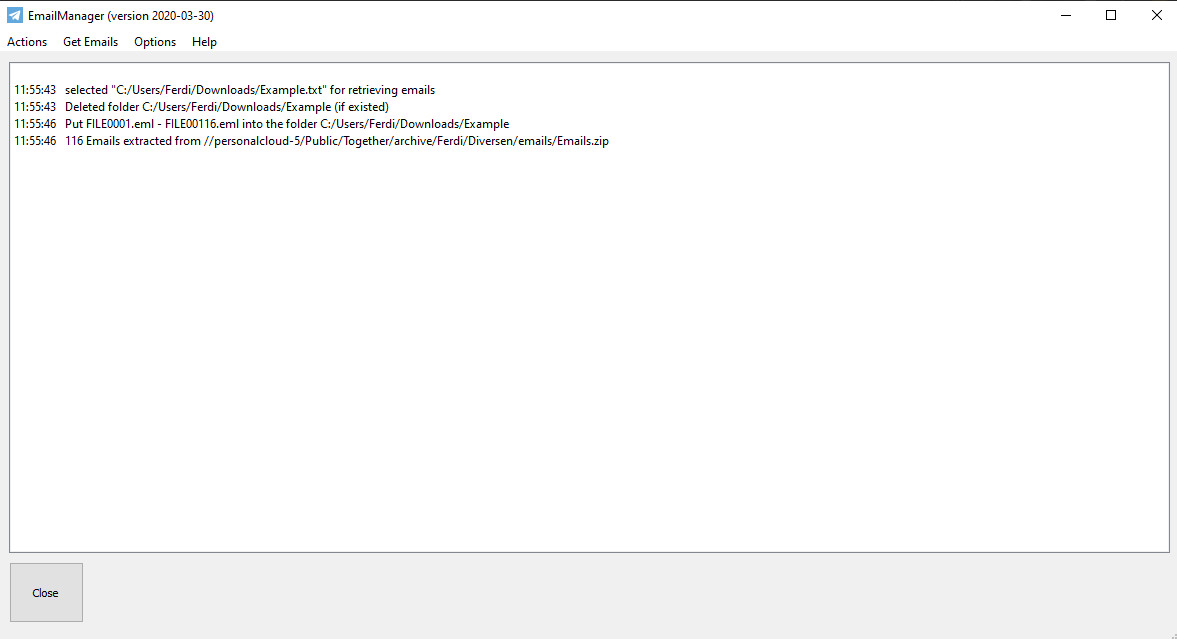 EmailManager (version 2020-03-30)
Actions Get Emails Options Help
11:55:43 selected "C:/Users/Ferdi/Downloads/Example.txt" for retrieving emails
11:55:43 Deleted folder C:/Users/Ferdi/Downloads/Example (if existed)
11:55:46 Put FILE0001.eml - FILE00116.eml into the folder C:/Users/Ferdi/Downloads/Example
11:55:46 116 Emails extracted from //personalcloud-5/Public/Together/archive/Ferdi/Diversen/emails/Emails.zip
Close